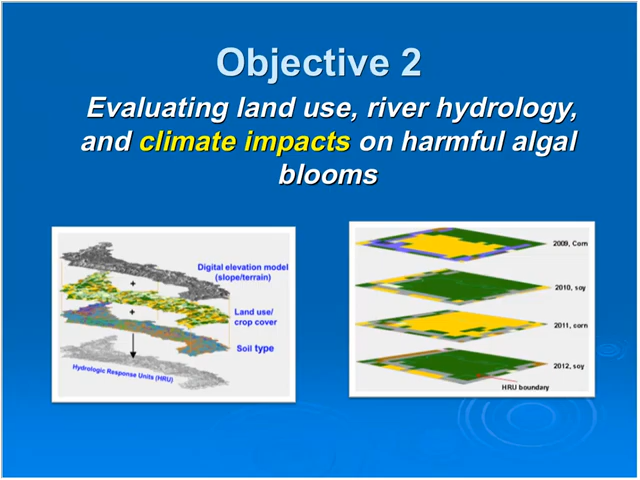 Objective 2
Evaluating land use, river hydrology,
and climate impacts on harmful algal
blooms
Digital elevation model
(slope/terrain)
+
Land use/
crop cover
+
Soil type
Hydrologic Response Units (HRU)
2009, Corn
2010, soy
2011, corn
2012, soy
HRU boundary